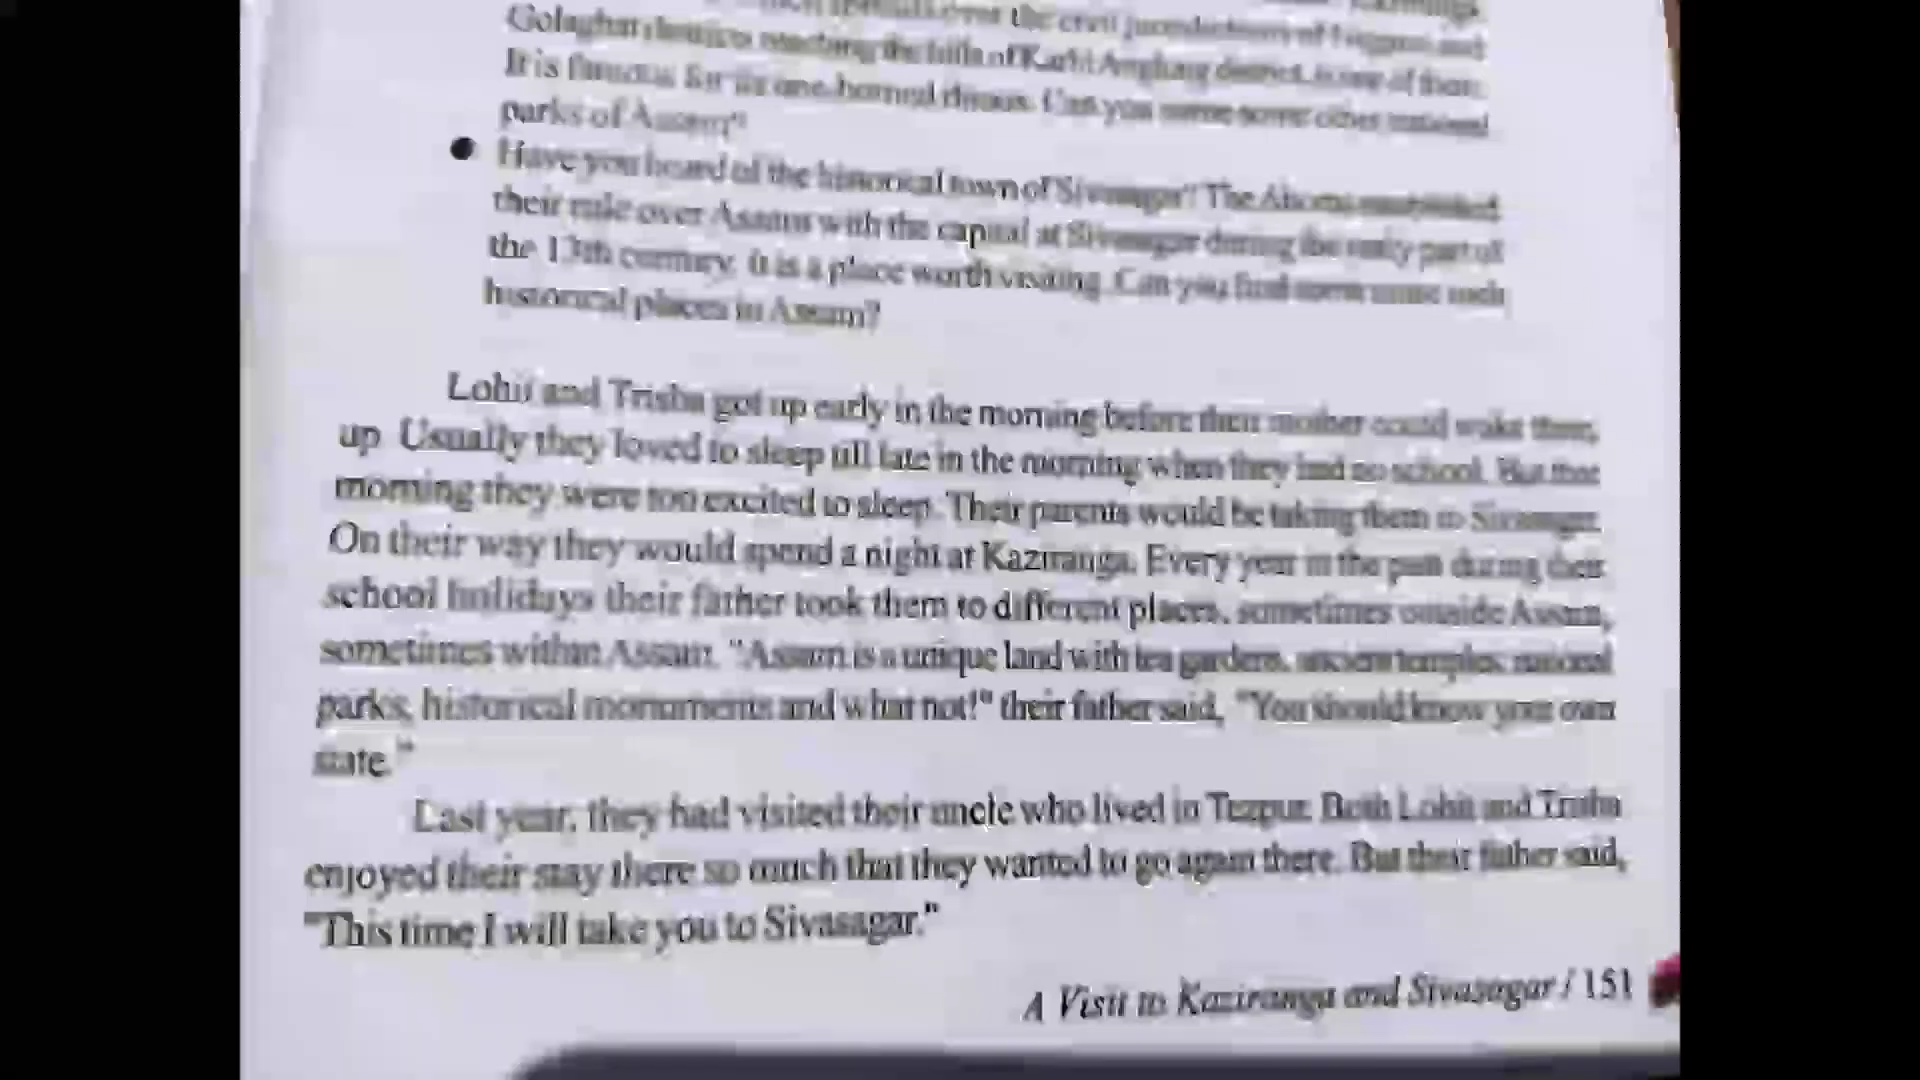 the civil jurisdictions of Nagaon and
Golaghat districts reaching the hills of Karbi Anglong district, is one of them.
It is famous for its one-horned rhinos. Can you name some other national
parks of Assam?
● Have you heard of the historical town of Sivasagar? The Ahoms established
their rule over Assam with the capital at Sivasagar during the early part of
the 13th century. It is a place worth visiting. Can you find some more such
historical places in Assam?
Lohit and Trisha got up early in the morning before their mother could wake them
up. Usually they loved to sleep till late in the morning when they had no school. But that
morning they were too excited to sleep. Their parents would be taking them to Sivasagar.
On their way they would spend a night at Kaziranga. Every year in the past during their
school holidays their father took them to different places, sometimes outside Assam,
sometimes within Assam. "Assam is a unique land with tea gardens, ancient temples, national
parks, historical monuments and what not!" their father said, "You should know your own
state."
Last year, they had visited their uncle who lived in Tezpur. Both Lohit and Trisha
enjoyed their stay there so much that they wanted to go again there. But their father said,
"This time I will take you to Sivasagar."
A Visit to Kaziranga and Sivasagar / 151